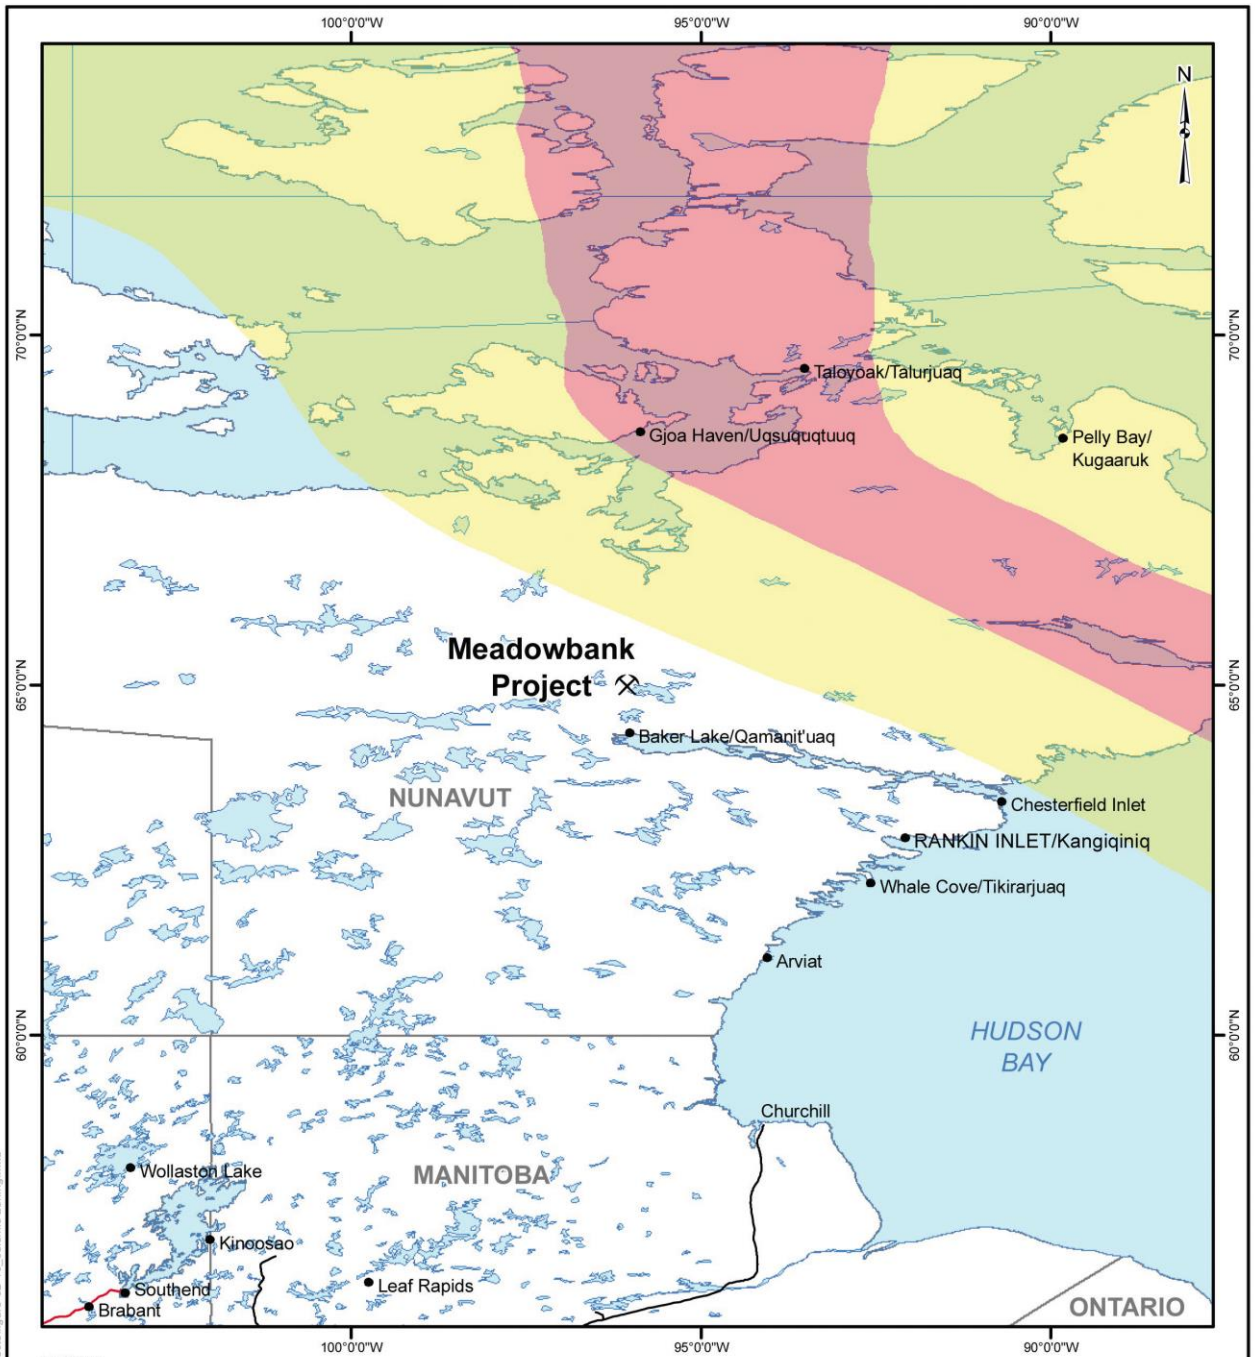 100°0'0"W
95°0'0"W
90°0'0"W
N
70°0'0"N
70°0'0"N
Taloyoak/Talurjuaq
Gjoa Haven/Uqsuquqtuuq
Pelly Bay/
Kugaaruk
Meadowbank
Project
65°0'0"N
65°0'0"N
Baker Lake/Qamanit'uaq
NUNAVUT
Chesterfield Inlet
RANKIN INLET/Kangiqiniq
Whale Cove/Tikirarjuaq
Arviat
60°0'0"N
60°0'0"N
HUDSON
BAY
Churchill
Wollaston Lake
MANITOBA
Kinoosao
Southend
Leaf Rapids
Brabant
ONTARIO
100°0'0"W
95°0'0"W
90°0'0"W